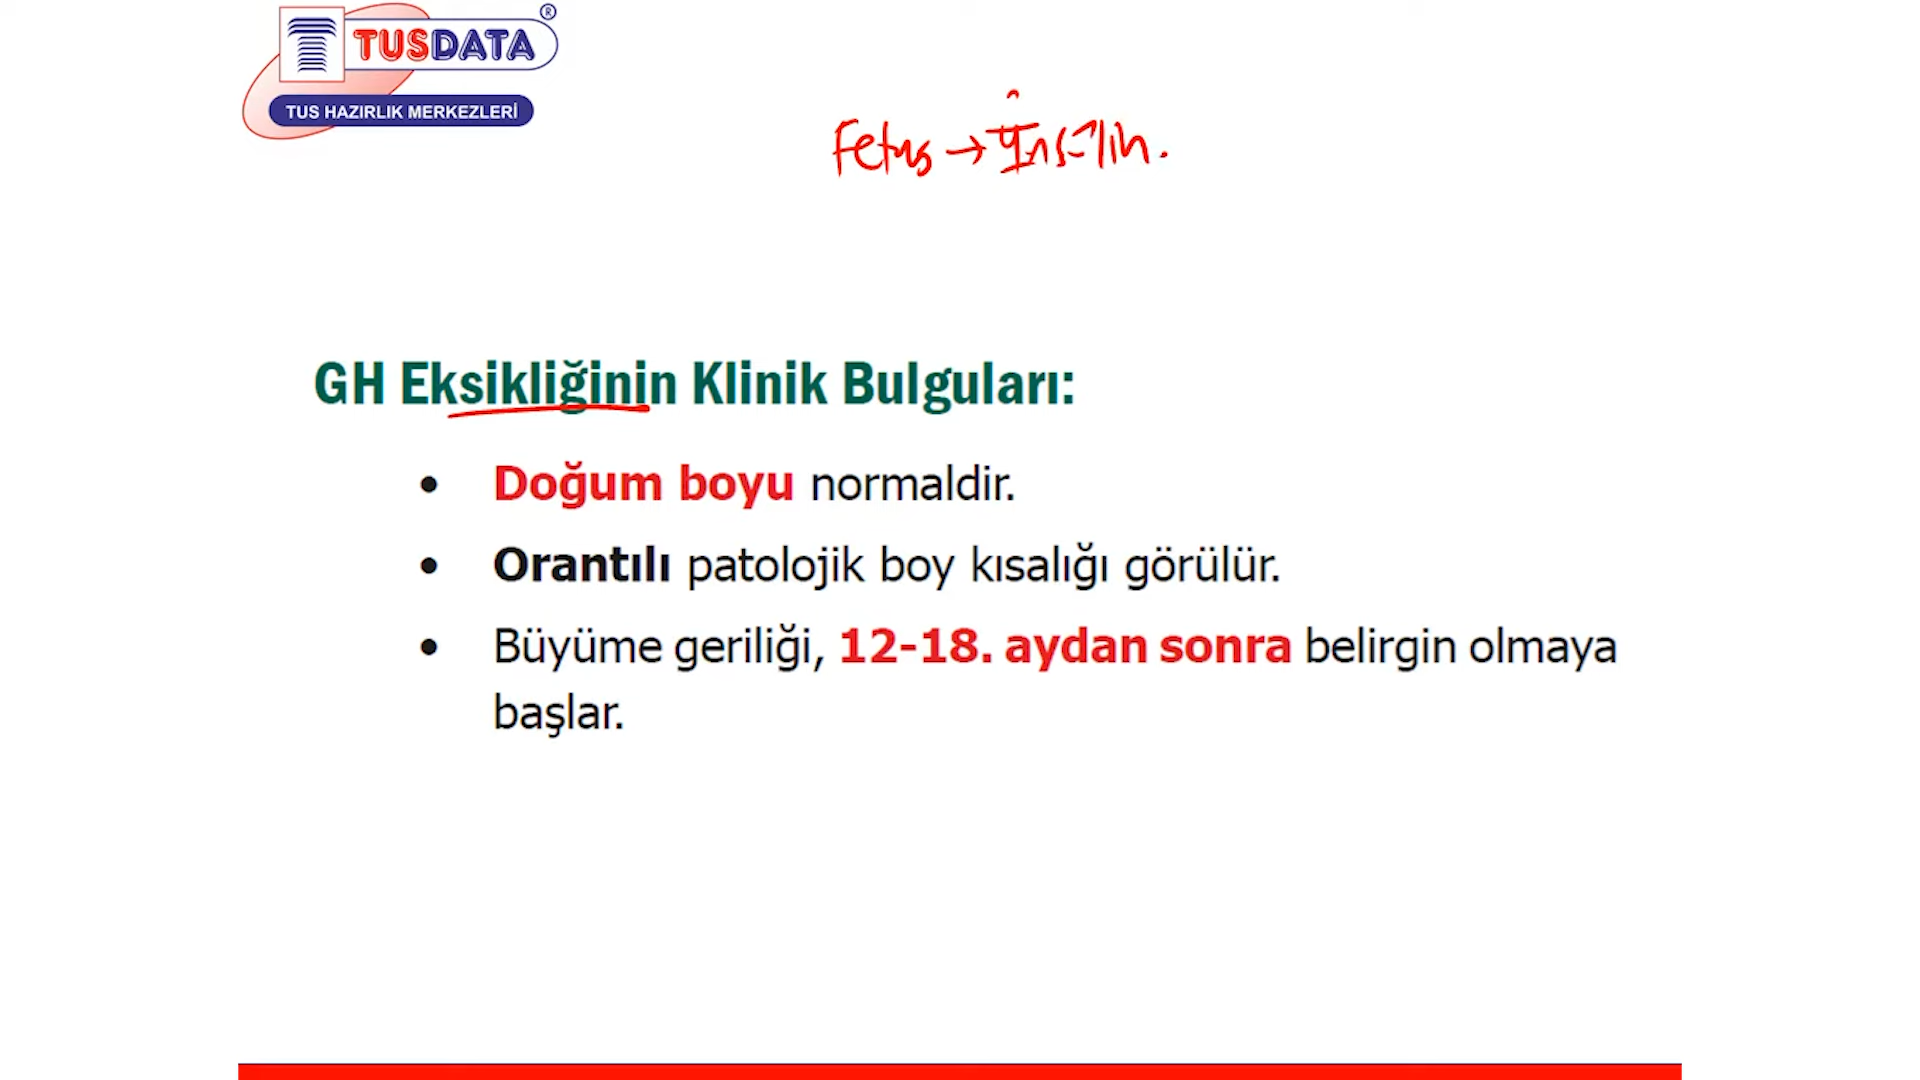 TUSDATA®
TUS HAZIRLIK MERKEZLERİ
Fetus → İnsülin.
GH Eksikliğinin Klinik Bulguları:
• Doğum boyu normaldir.
• Orantılı patolojik boy kısalığı görülür.
• Büyüme geriliği, 12-18. aydan sonra belirgin olmaya
başlar.